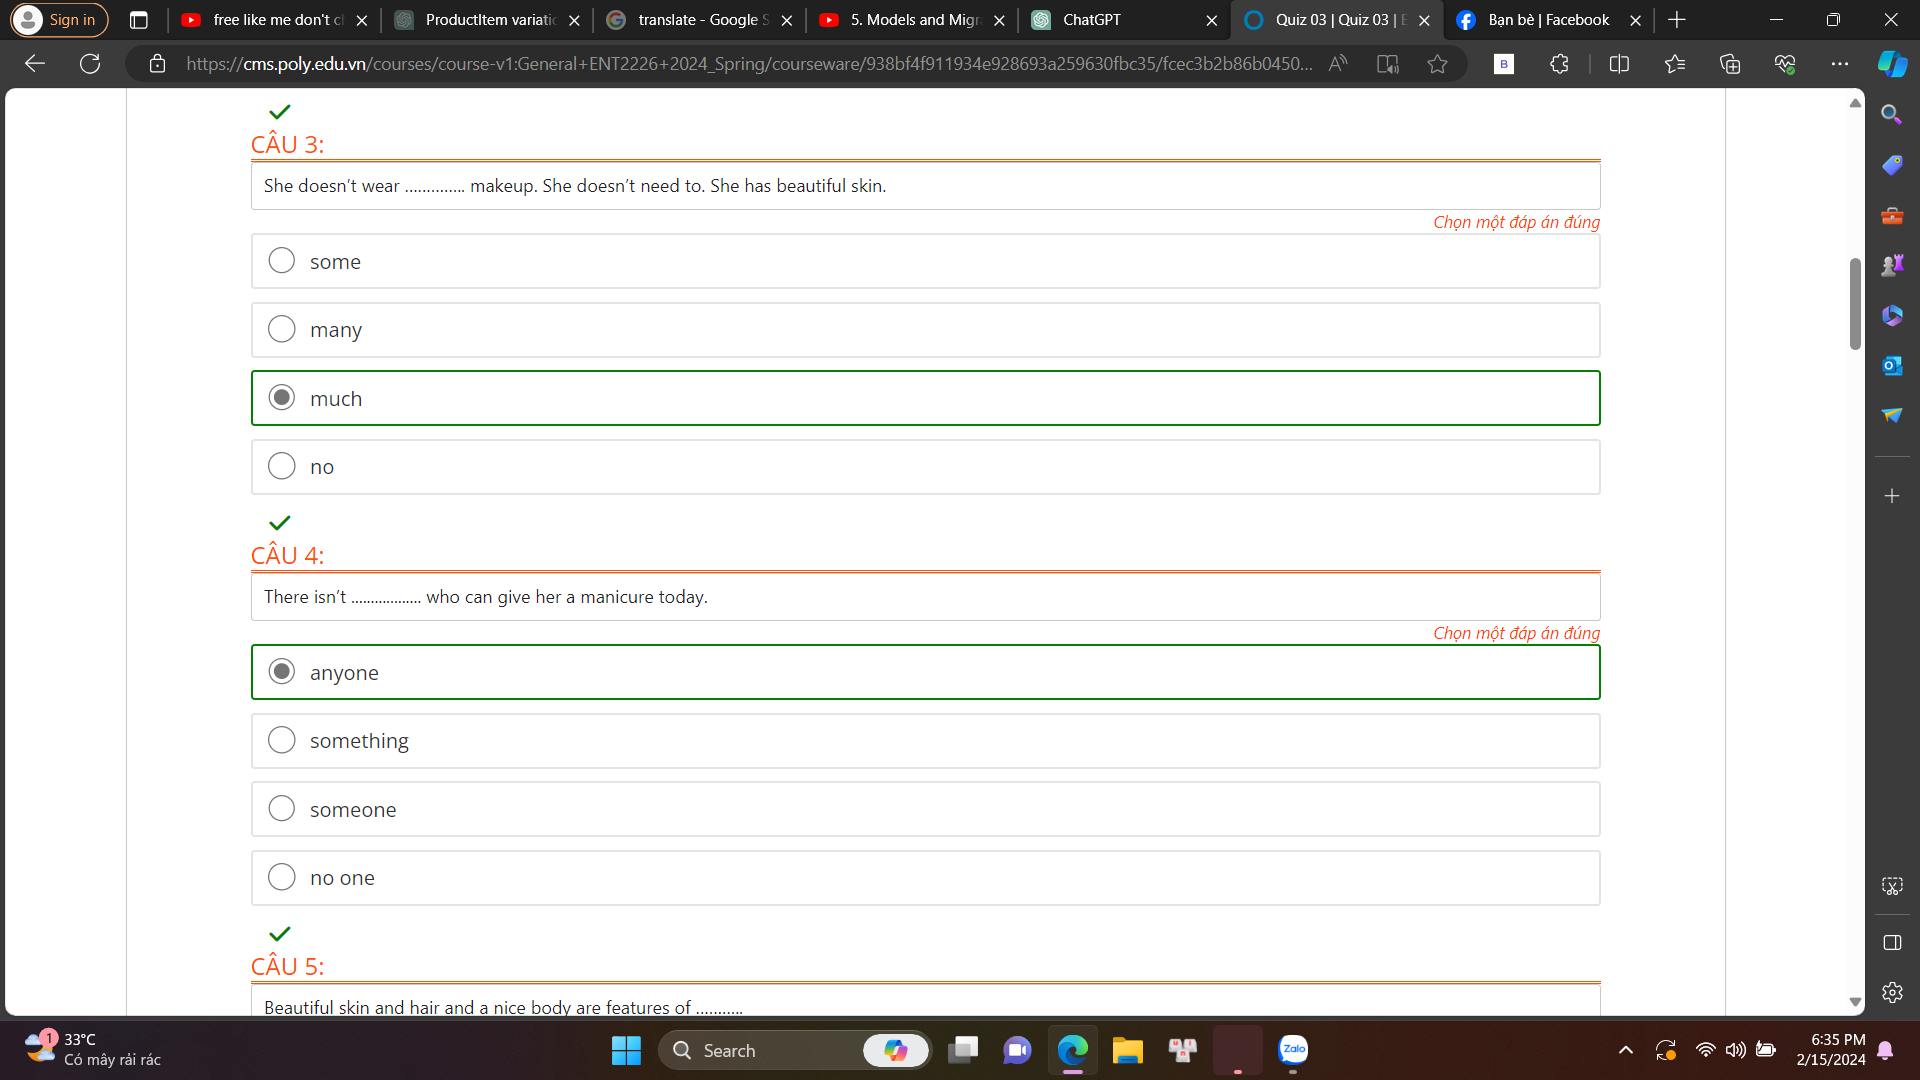 Sign in
free like me don't cl
ProductItem variatio
translate - Google S
5. Models and Migra
ChatGPT
Quiz 03 | Quiz 03 | E
Bạn bè | Facebook
https://cms.poly.edu.vn/courses/course-v1:General+ENT2226+2024_Spring/courseware/938bf4f911934e928693a259630fbc35/fcec3b2b86b0450...
B
CÂU 3:
She doesn’t wear .............. makeup. She doesn’t need to. She has beautiful skin.
Chọn một đáp án đúng
some
many
much
no
CÂU 4:
There isn’t .................. who can give her a manicure today.
Chọn một đáp án đúng
anyone
something
someone
no one
CÂU 5:
Beautiful skin and hair and a nice body are features of ...........
1
33°C
Có mây rải rác
Search
Zalo
6:35 PM
2/15/2024